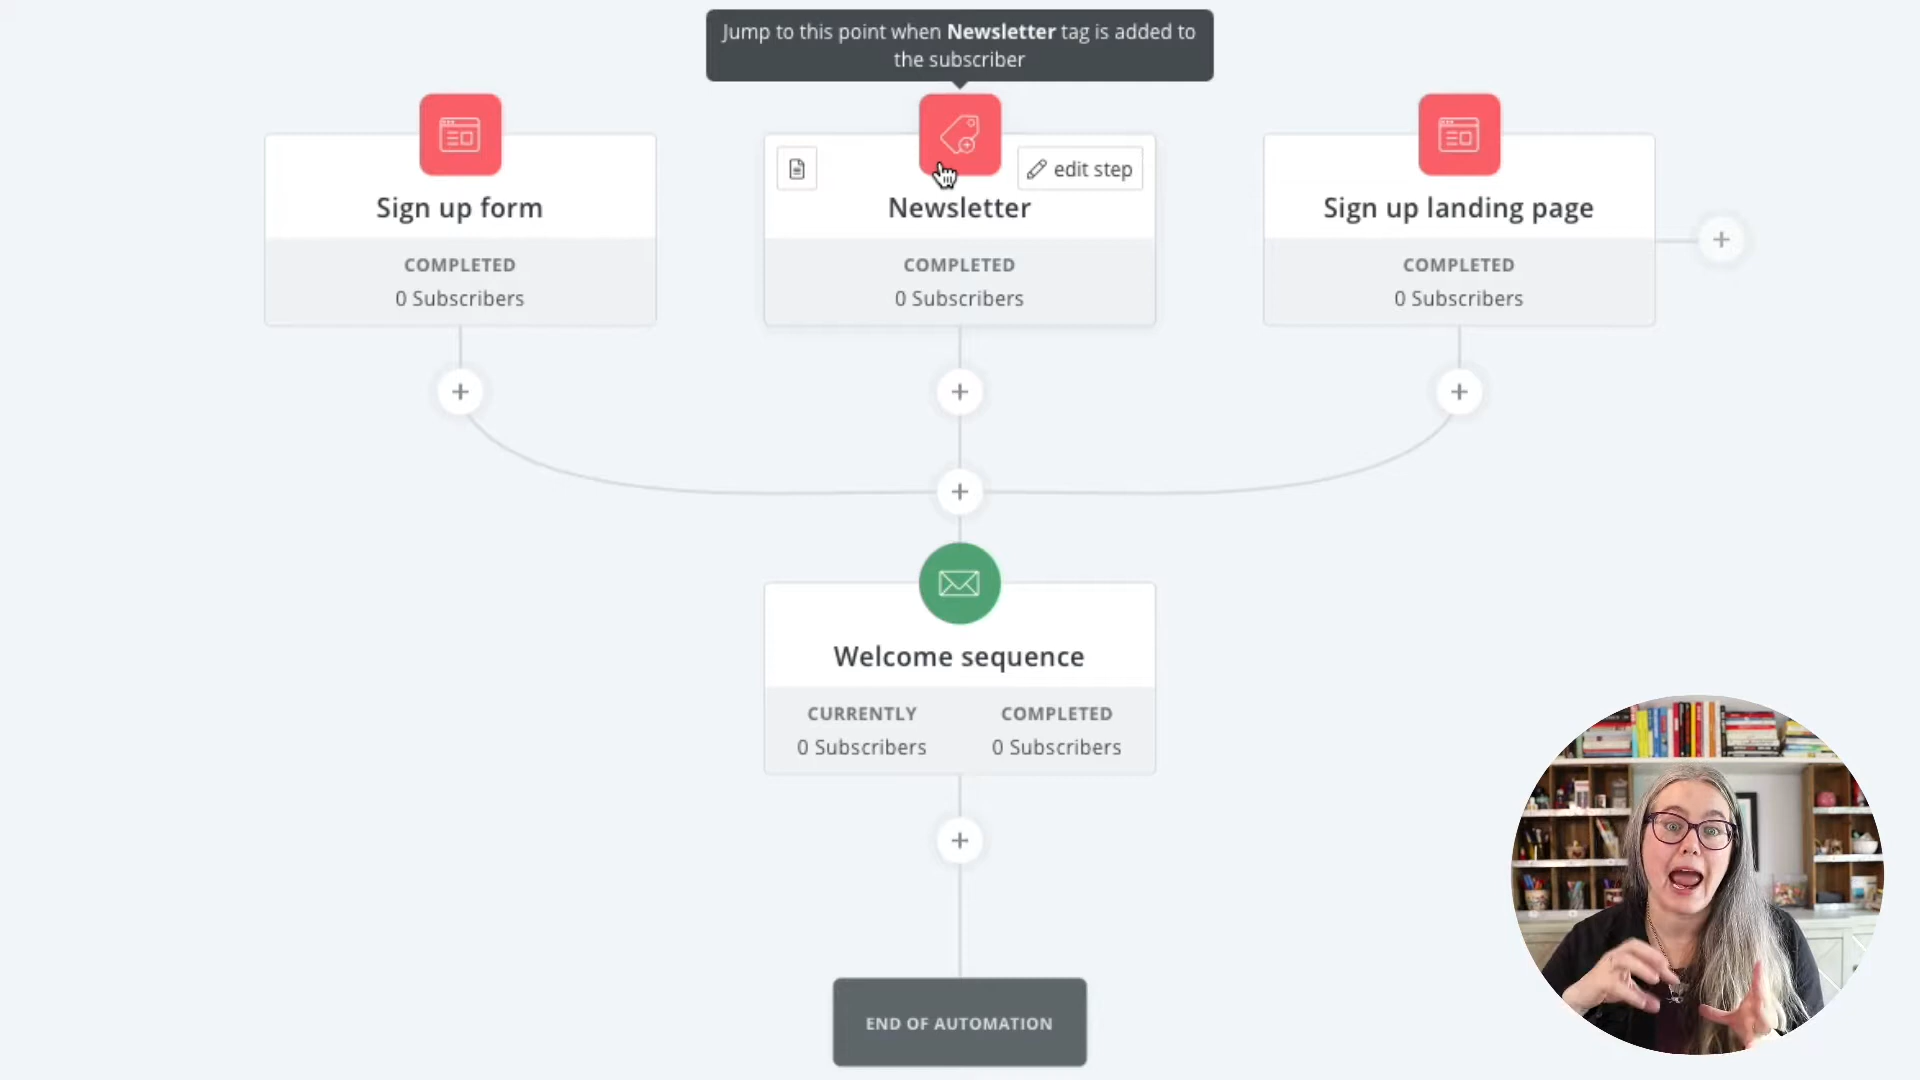 Jump to this point when Newsletter tag is added to
the subscriber
edit step
Sign up form
Newsletter
Sign up landing page
COMPLETED
0 Subscribers
COMPLETED
0 Subscribers
COMPLETED
0 Subscribers
Welcome sequence
CURRENTLY
0 Subscribers
COMPLETED
0 Subscribers
END OF AUTOMATION